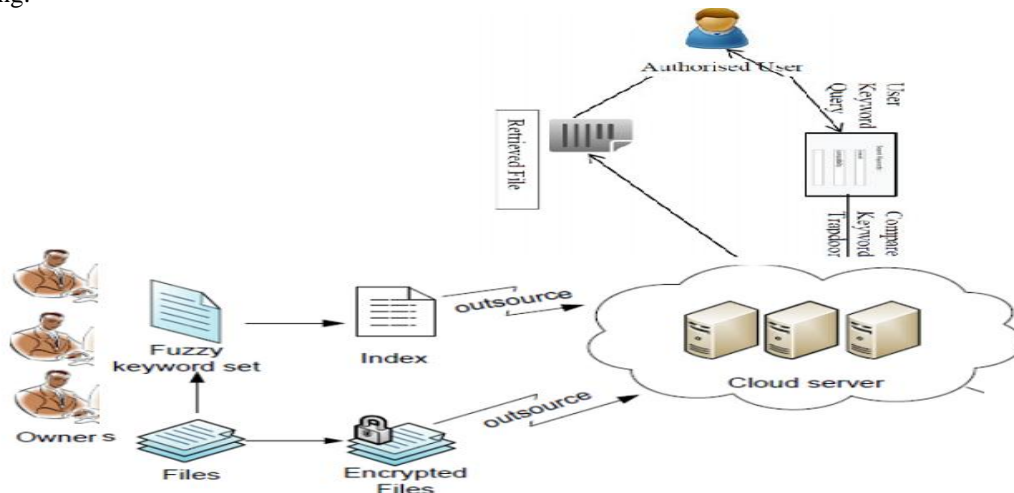 ng.
Authorised User
User
Keyword
Query
Retrieved File
Compare
Keyword
Trapdoor
Fuzzy
keyword set
Index
outsource
Cloud server
Owners
Files
Encrypted
Files
outsource